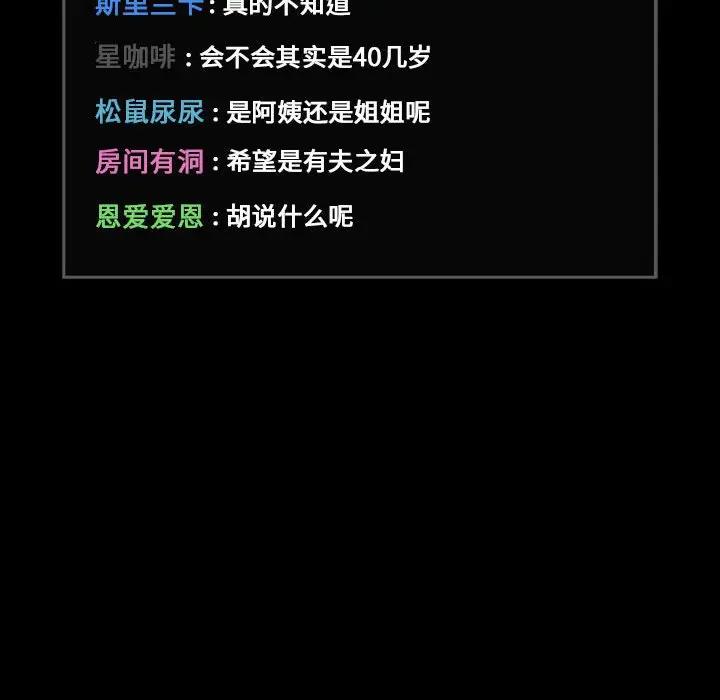 斯里兰卡：真的不知道
星咖啡：会不会其实是40几岁
松鼠尿尿：是阿姨还是姐姐呢
房间有洞：希望是有夫之妇
恩爱爱恩：胡说什么呢